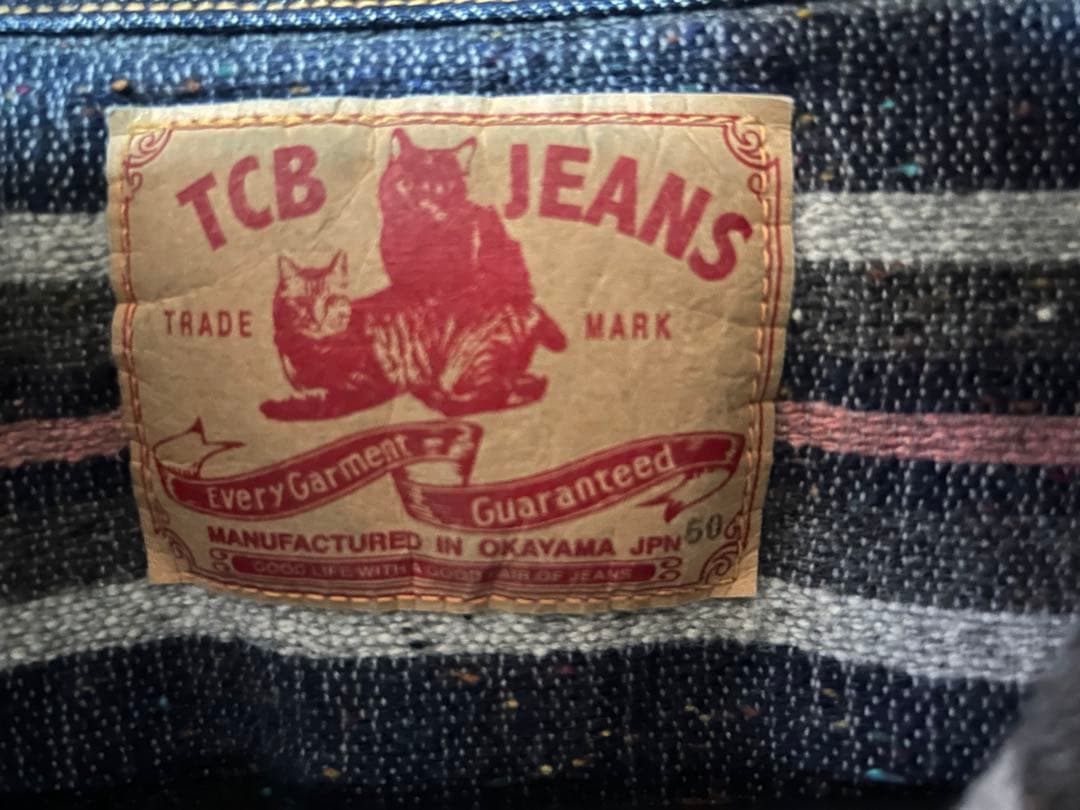 TCB JEANS
TRADE MARK
Every Garment Guaranteed
MANUFACTURED IN OKAYAMA JPN 50
GOOD LIFE WITH A GOOD PAIR OF JEANS